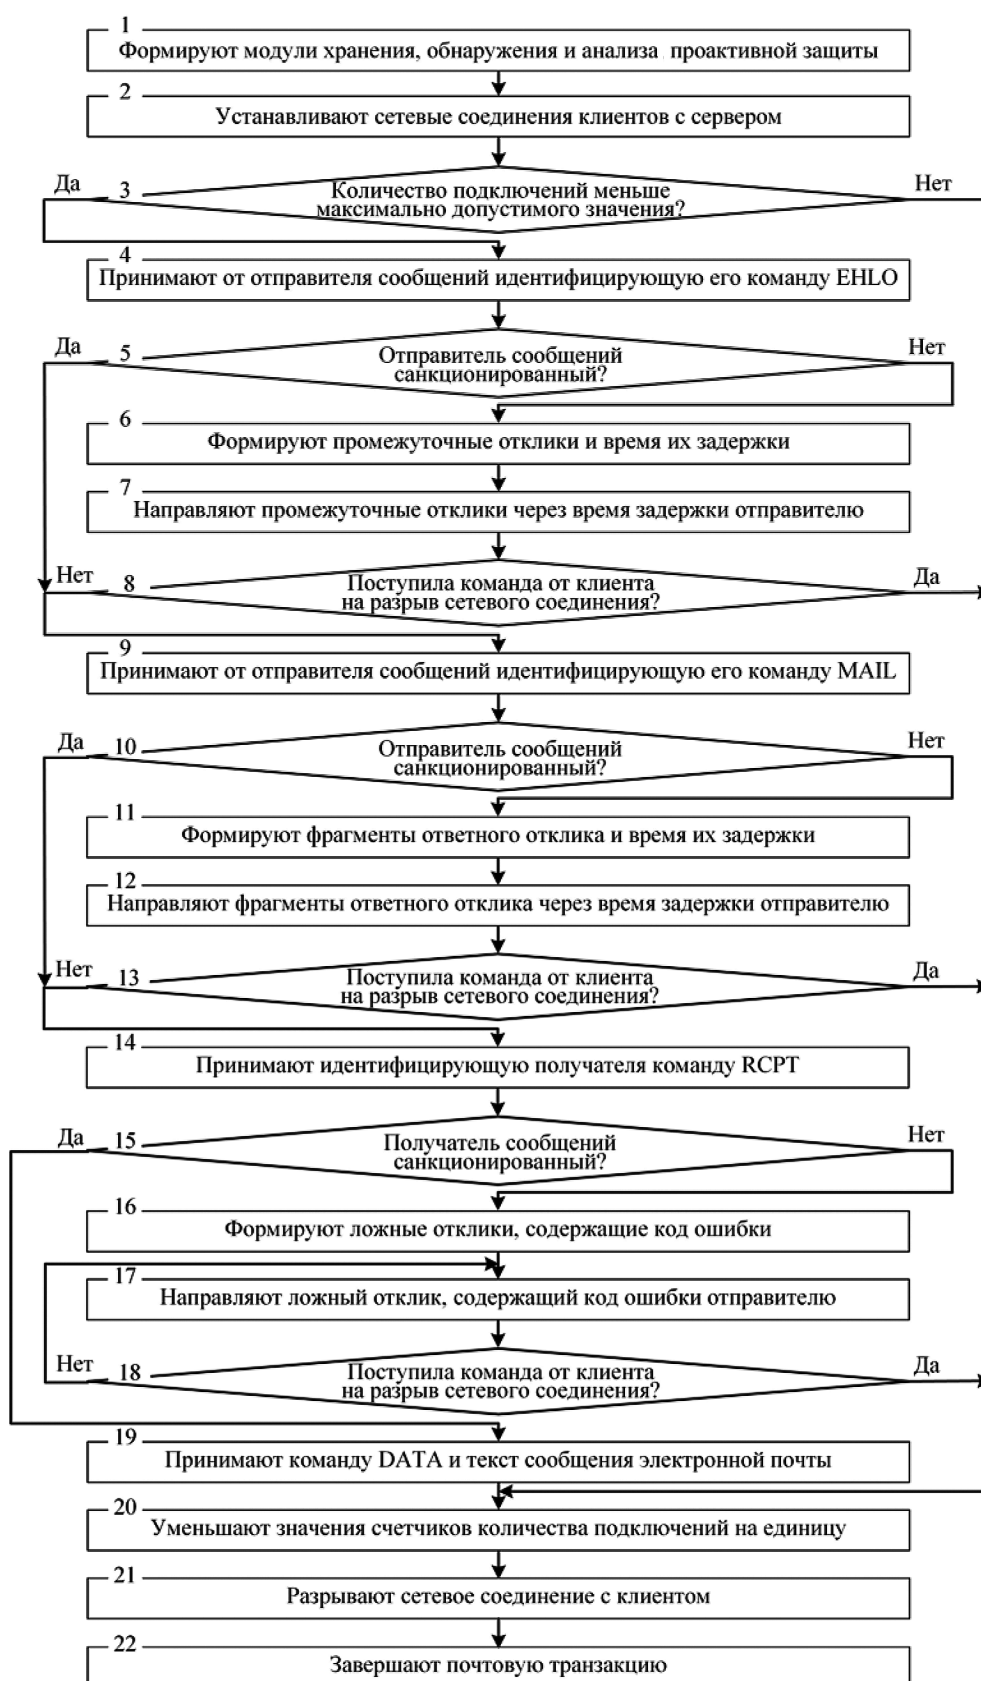 1
Формируют модули хранения, обнаружения и анализа проактивной защиты
2
Устанавливают сетевые соединения клиентов с сервером
Да
3
Количество подключений меньше
максимально допустимого значения?
Нет
4
Принимают от отправителя сообщений идентифицирующую его команду EHLO
Да
5
Отправитель сообщений
санкционированный?
Нет
6
Формируют промежуточные отклики и время их задержки
7
Направляют промежуточные отклики через время задержки отправителю
Нет
8
Поступила команда от клиента
на разрыв сетевого соединения?
Да
9
Принимают от отправителя сообщений идентифицирующую его команду MAIL
Да
10
Отправитель сообщений
санкционированный?
Нет
11
Формируют фрагменты ответного отклика и время их задержки
12
Направляют фрагменты ответного отклика через время задержки отправителю
Нет
13
Поступила команда от клиента
на разрыв сетевого соединения?
Да
14
Принимают идентифицирующую получателя команду RCPT
Да
15
Получатель сообщений
санкционированный?
Нет
16
Формируют ложные отклики, содержащие код ошибки
17
Направляют ложный отклик, содержащий код ошибки отправителю
Нет
18
Поступила команда от клиента
на разрыв сетевого соединения?
Да
19
Принимают команду DATA и текст сообщения электронной почты
20
Уменьшают значения счетчиков количества подключений на единицу
21
Разрывают сетевое соединение с клиентом
22
Завершают почтовую транзакцию